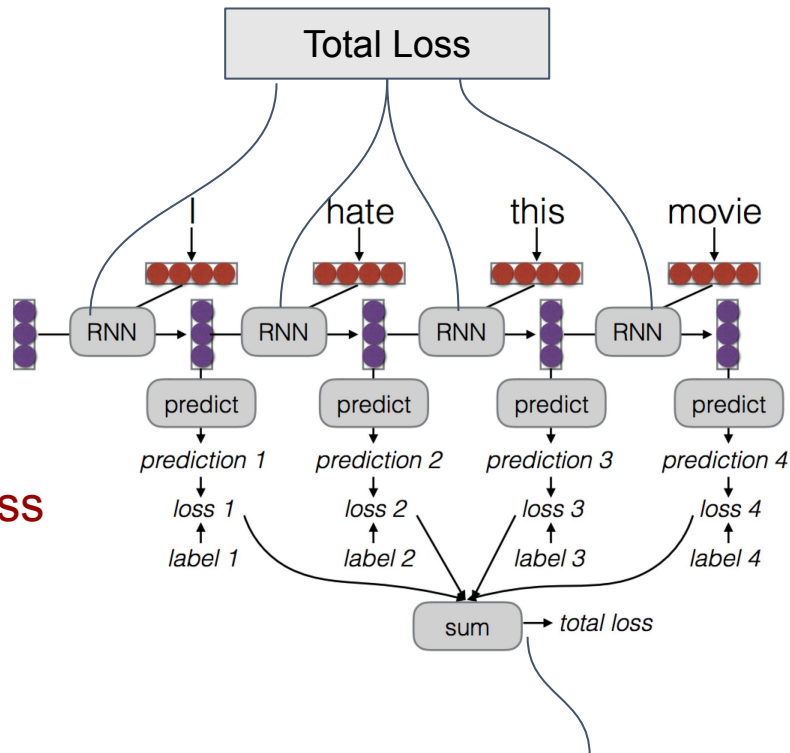 Total Loss
I hate this movie
RNN RNN RNN RNN
predict predict predict predict
prediction 1 prediction 2 prediction 3 prediction 4
ss
loss 1 loss 2 loss 3 loss 4
label 1 label 2 label 3 label 4
sum total loss